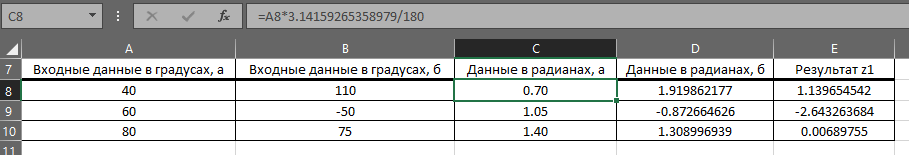 C8 fx =A8*3.14159265358979/180
A B C D E
7 Входные данные в градусах, а Входные данные в градусах, б Данные в радианах, а Данные в радианах, б Результат z1
8 40 110 0.70 1.919862177 1.139654542
9 60 -50 1.05 -0.872664626 -2.643263684
10 80 75 1.40 1.308996939 0.00689755
11